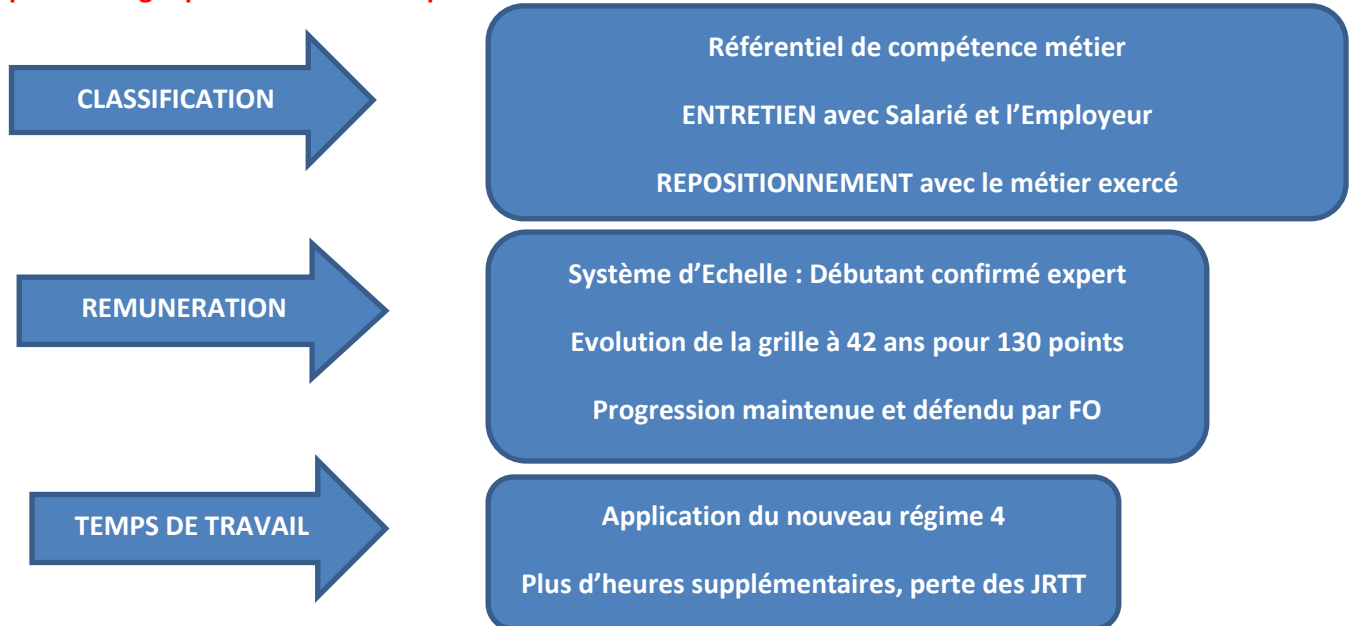 CLASSIFICATION
Référentiel de compétence métier
ENTRETIEN avec Salarié et l'Employeur
REPOSITIONNEMENT avec le métier exercé
REMUNERATION
Système d'Echelle : Débutant confirmé expert
Evolution de la grille à 42 ans pour 130 points
Progression maintenue et défendu par FO
TEMPS DE TRAVAIL
Application du nouveau régime 4
Plus d'heures supplémentaires, perte des JRTT